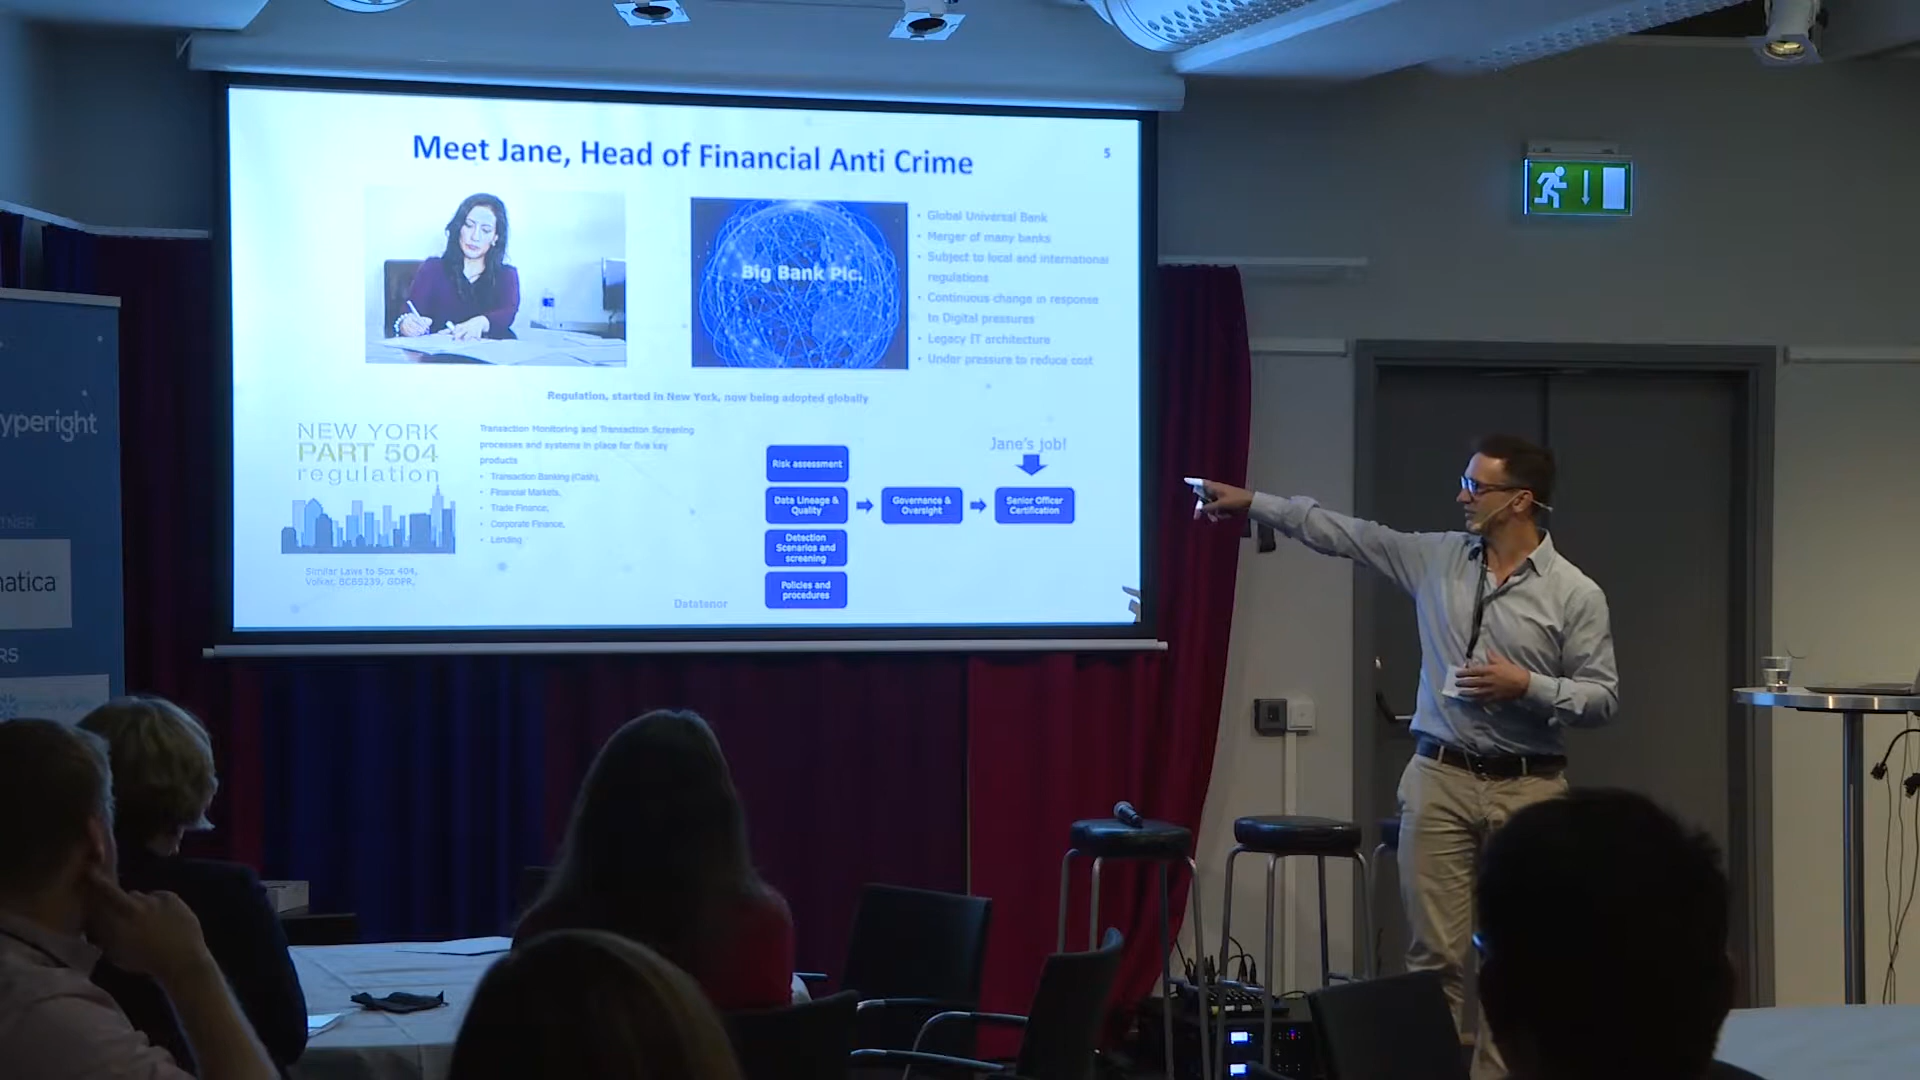 Meet Jane, Head of Financial Anti Crime
5
Big Bank Plc.
• Global Universal Bank
• Merger of many banks
• Subject to local and international
regulations
• Continuous change in response
to Digital pressures
• Legacy IT architecture
• Under pressure to reduce cost
Regulation, started in New York, now being adopted globally
NEW YORK
PART 504
regulation
Similar Laws to Sox 404,
Volkar, BCBS239, GDPR,
Transaction Monitoring and Transaction Screening
processes and systems in place for five key
products
• Transaction Banking (Cash),
• Financial Markets,
• Trade Finance,
• Corporate Finance,
• Lending
Risk assessment
Data Lineage &
Quality
Detection
Scenarios and
screening
Policies and
procedures
Governance &
Oversight
Jane's job!
Senior Officer
Certification
Datatenor
yperight
NER
matica
RS